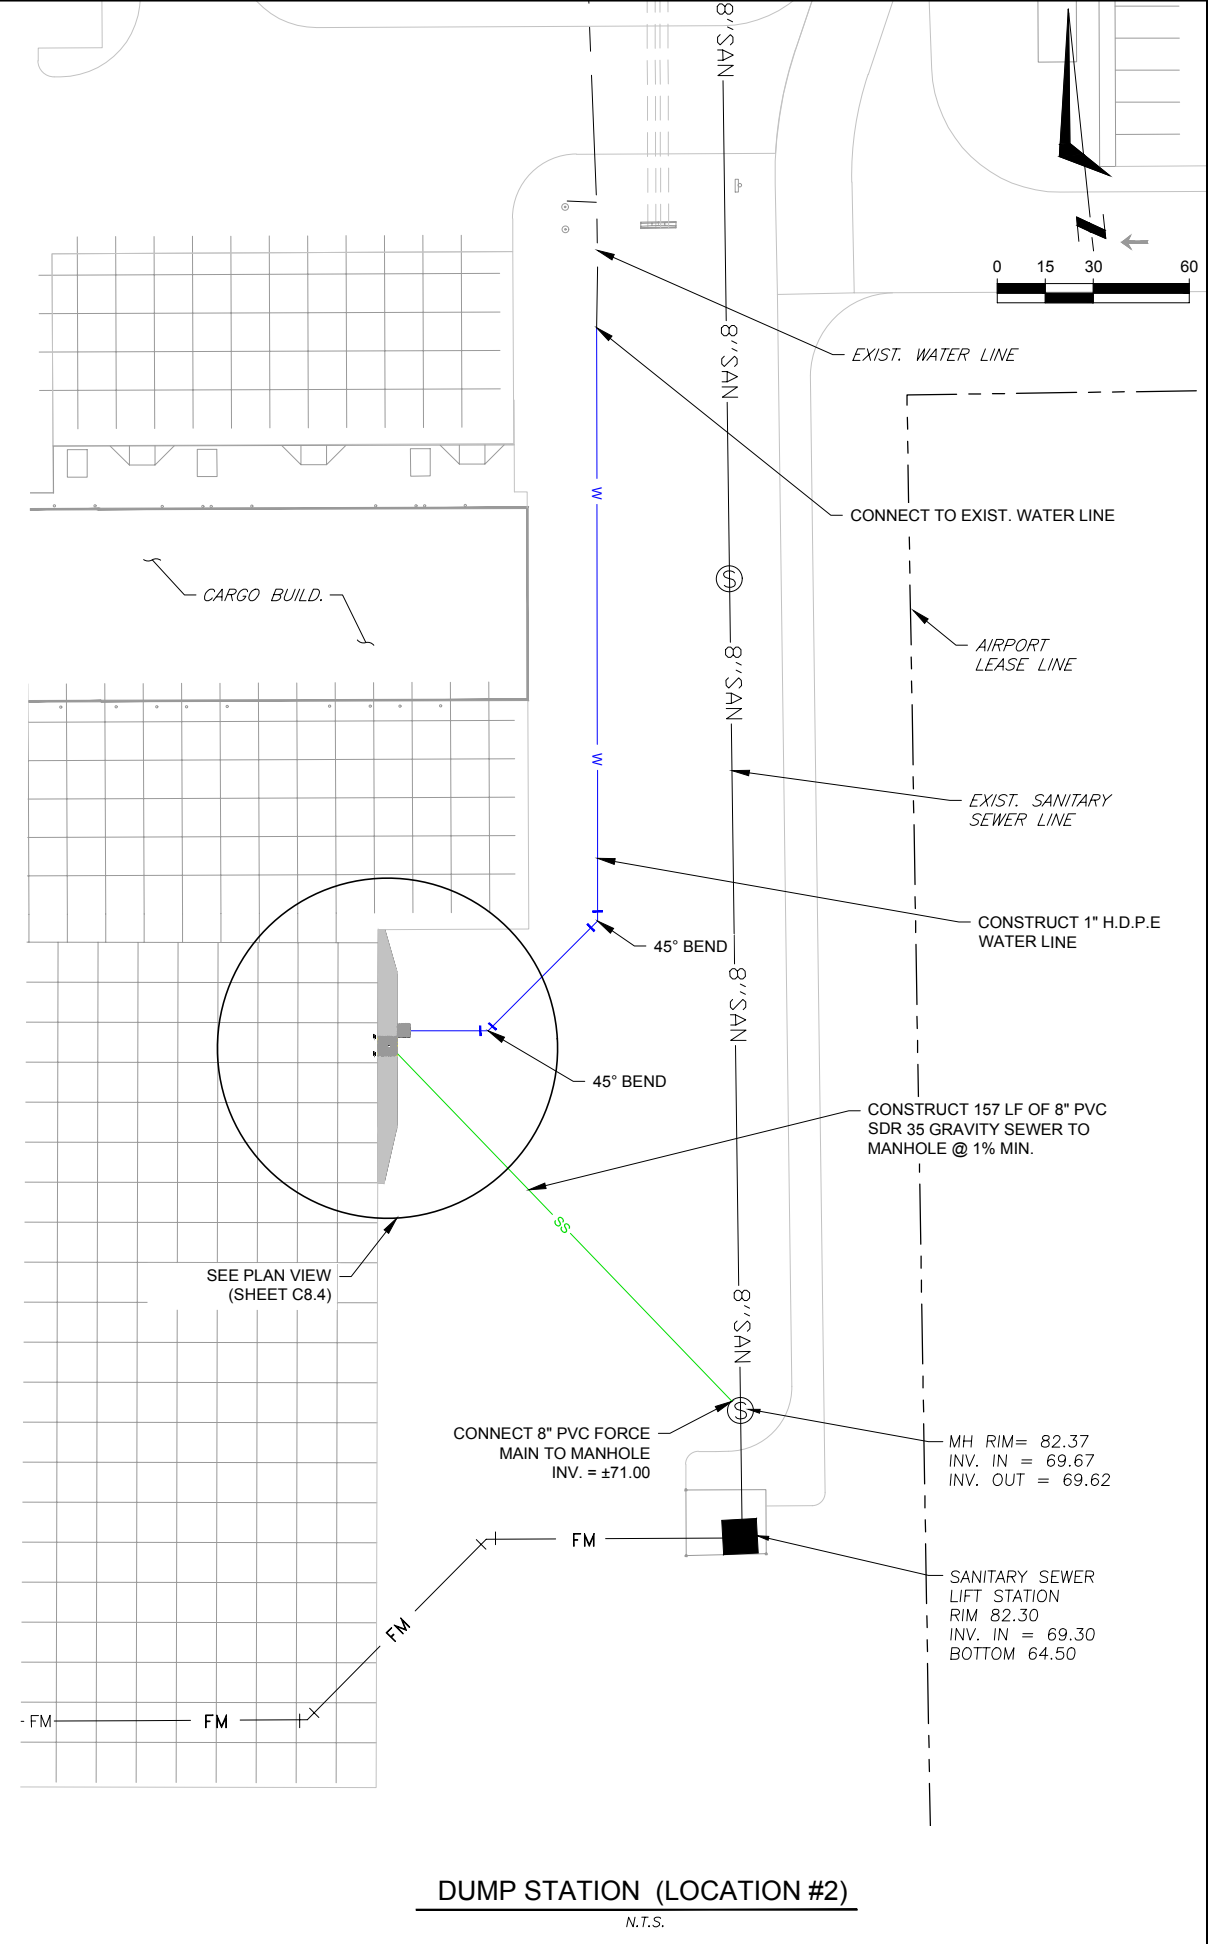 8"SAN
N
0 15 30 60
8"SAN
EXIST. WATER LINE
W
CONNECT TO EXIST. WATER LINE
S
CARGO BUILD.
AIRPORT
LEASE LINE
8"SAN
W
EXIST. SANITARY
SEWER LINE
CONSTRUCT 1" H.D.P.E
WATER LINE
45° BEND
8"SAN
45° BEND
CONSTRUCT 157 LF OF 8" PVC
SDR 35 GRAVITY SEWER TO
MANHOLE @ 1% MIN.
SS
SEE PLAN VIEW
(SHEET C8.4)
8"SAN
S
CONNECT 8" PVC FORCE
MAIN TO MANHOLE
INV. = ±71.00
MH RIM= 82.37
INV. IN = 69.67
INV. OUT = 69.62
FM
SANITARY SEWER
LIFT STATION
RIM 82.30
INV. IN = 69.30
BOTTOM 64.50
FM
FM
FM
DUMP STATION (LOCATION #2)
N.T.S.